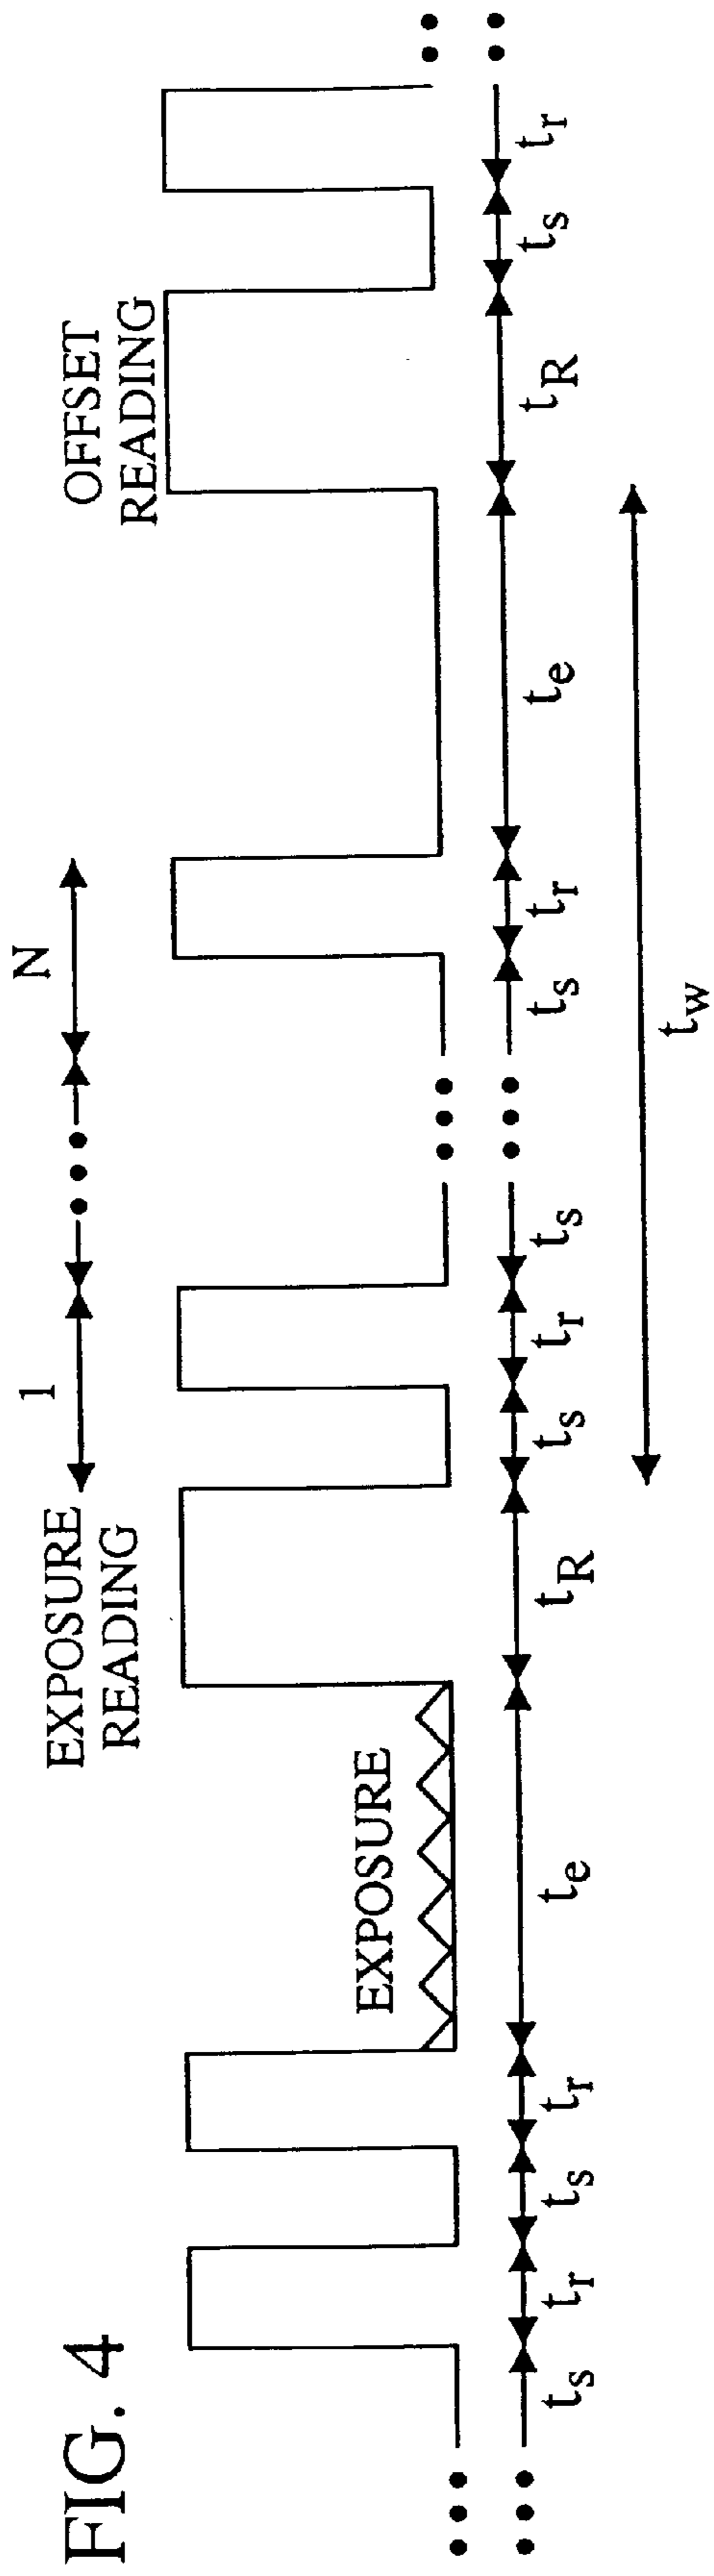 FIG. 4
EXPOSURE
READING
1
N
OFFSET
READING
EXPOSURE
t_s t_r t_s t_r t_e t_R t_s t_r t_s t_s t_r t_e t_R t_s t_r
t_w